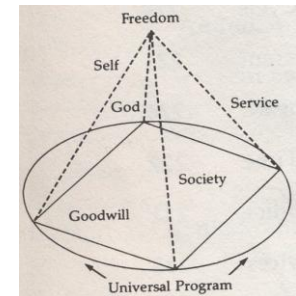 Freedom
Self
God
Service
Society
Goodwill
Universal Program